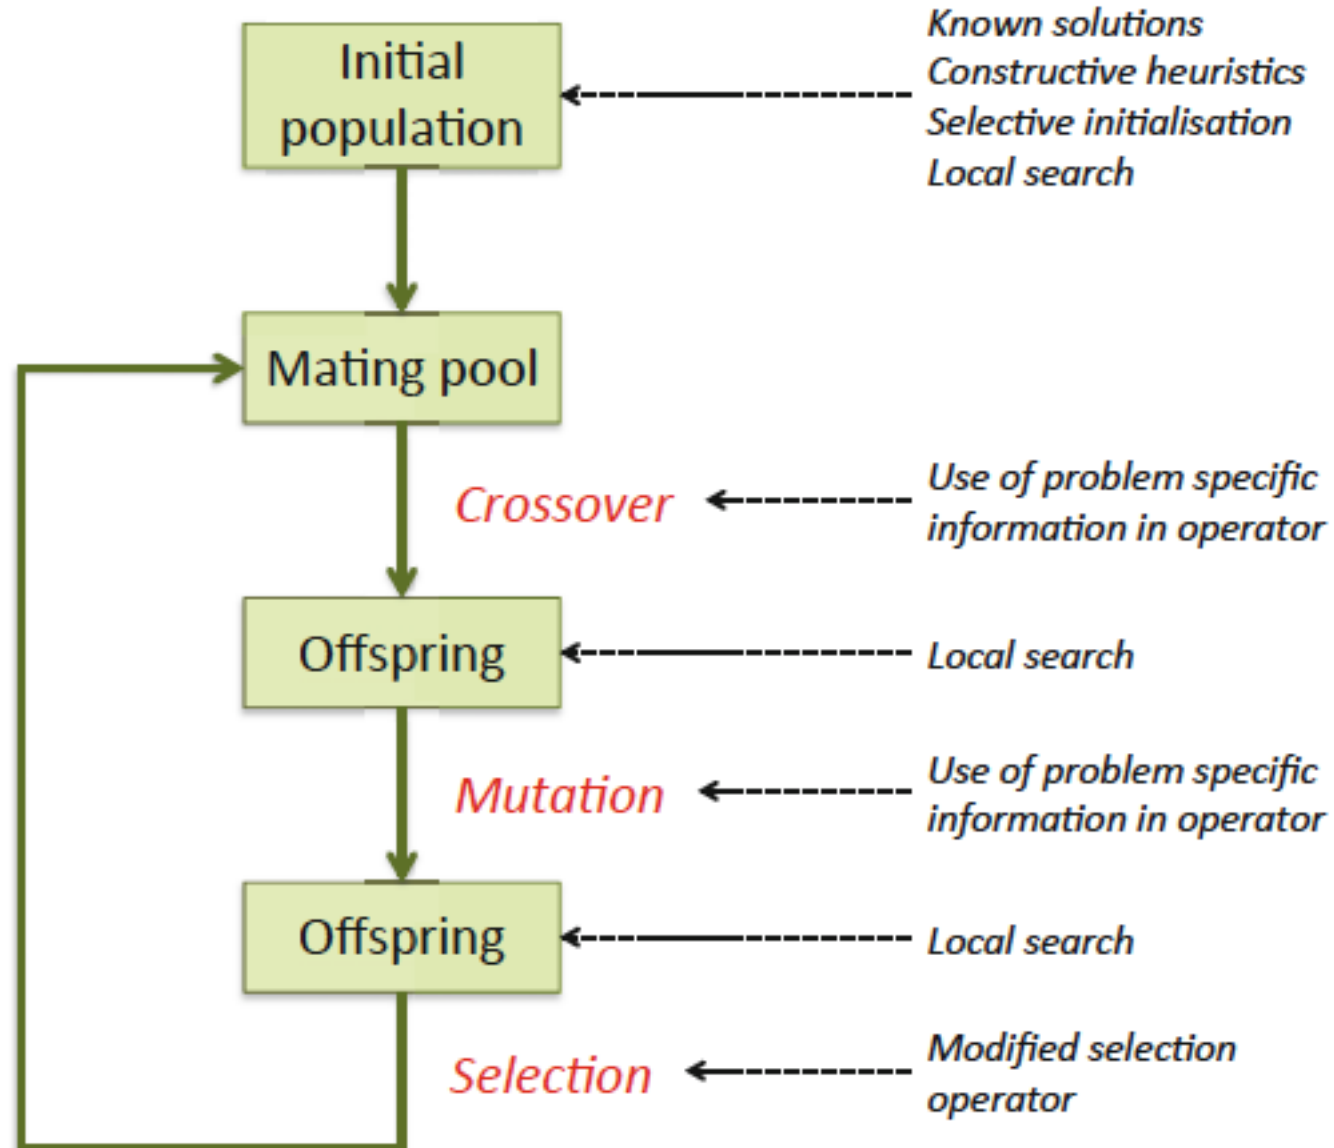 Initial
population
Known solutions
Constructive heuristics
Selective initialisation
Local search
Mating pool
Crossover
Use of problem specific
information in operator
Offspring
Local search
Mutation
Use of problem specific
information in operator
Offspring
Local search
Selection
Modified selection
operator